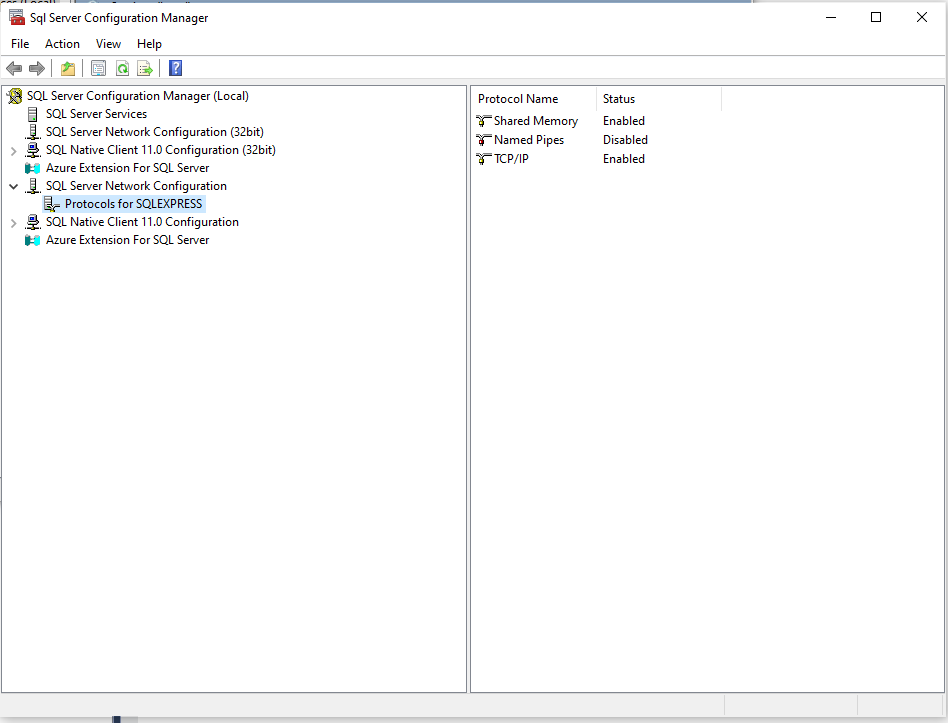 Sql Server Configuration Manager
File Action View Help
SQL Server Configuration Manager (Local)
SQL Server Services
SQL Server Network Configuration (32bit)
SQL Native Client 11.0 Configuration (32bit)
Azure Extension For SQL Server
SQL Server Network Configuration
Protocols for SQLEXPRESS
SQL Native Client 11.0 Configuration
Azure Extension For SQL Server
Protocol Name Status
Shared Memory Enabled
Named Pipes Disabled
TCP/IP Enabled